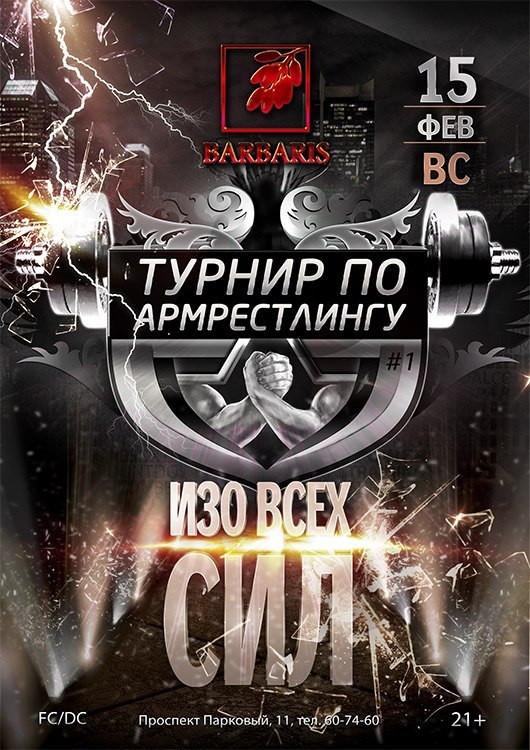 BARBARIS
15
ФЕВ
ВС
ТУРНИР ПО
АРМРЕСТЛИНГУ
#1
ИЗО ВСЕХ
СИЛ
FC/DC
Проспект Парковый, 11, тел. 60-74-60
21+